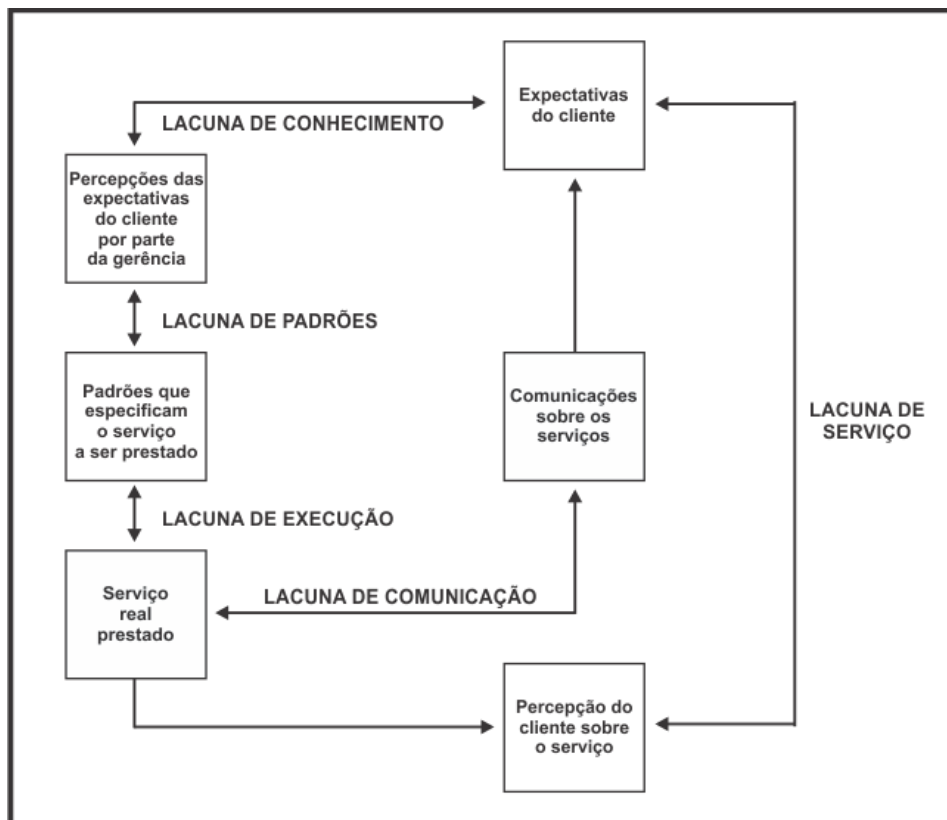 Expectativas
do cliente
LACUNA DE CONHECIMENTO
Percepções das
expectativas
do cliente
por parte
da gerência
LACUNA DE PADRÕES
Padrões que
especificam
o serviço
a ser prestado
Comunicações
sobre os
serviços
LACUNA DE
SERVIÇO
LACUNA DE EXECUÇÃO
Serviço
real
prestado
LACUNA DE COMUNICAÇÃO
Percepção do
cliente sobre
o serviço